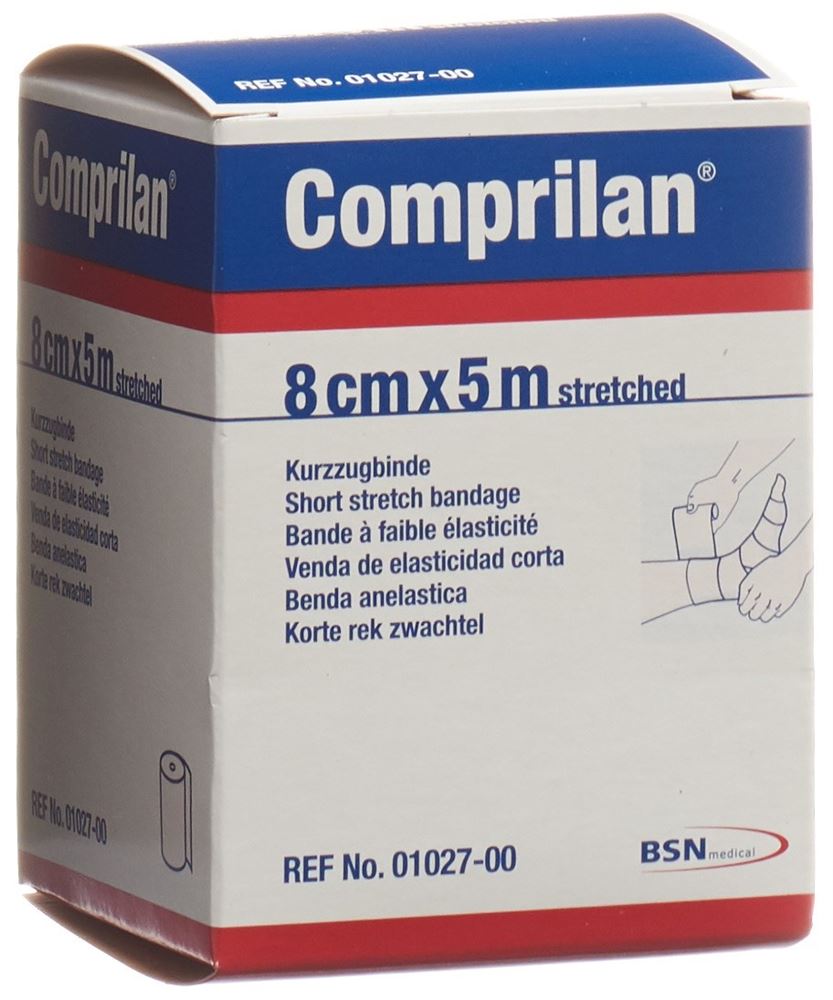 REF No. 01027-00
Comprilan®
8 cm x 5 m stretched
Kurzzugbinde
Short stretch bandage
Bande à faible élasticité
Venda de elasticidad corta
Benda anelastica
Korte rek zwachtel
REF No. 01027-00
BSN medical
Comprilan®
8 cm x 5 m stretched
Kurzzugbinde
Short stretch bandage
Bande à faible élasticité
Venda de elasticidad corta
Benda anelastica
Korte rek zwachtel
REF No. 01027-00